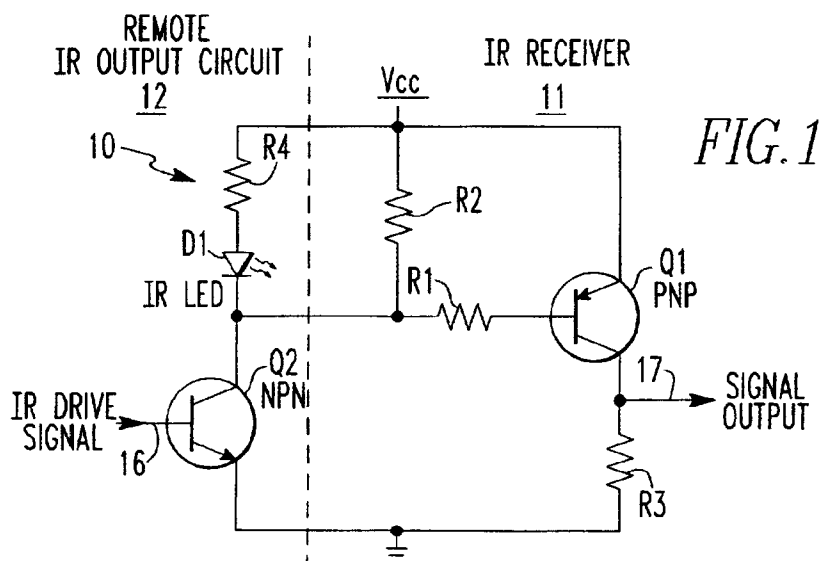 REMOTE
IR OUTPUT CIRCUIT
12
IR RECEIVER
11
Vcc
FIG. 1
10
R4
R2
D1
IR LED
R1
Q1
PNP
Q2
NPN
17
SIGNAL
OUTPUT
IR DRIVE
SIGNAL
16
R3